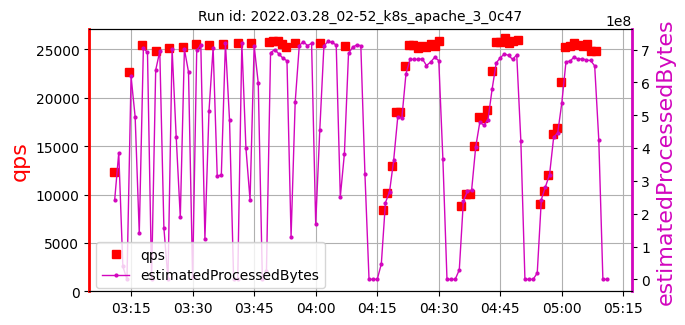 Run id: 2022.03.28_02-52_k8s_apache_3_0c47
1e8
25000
20000
15000
10000
5000
0
qps
7
6
5
4
3
2
1
0
estimatedProcessedBytes
qps
estimatedProcessedBytes
03:15 03:30 03:45 04:00 04:15 04:30 04:45 05:00 05:15